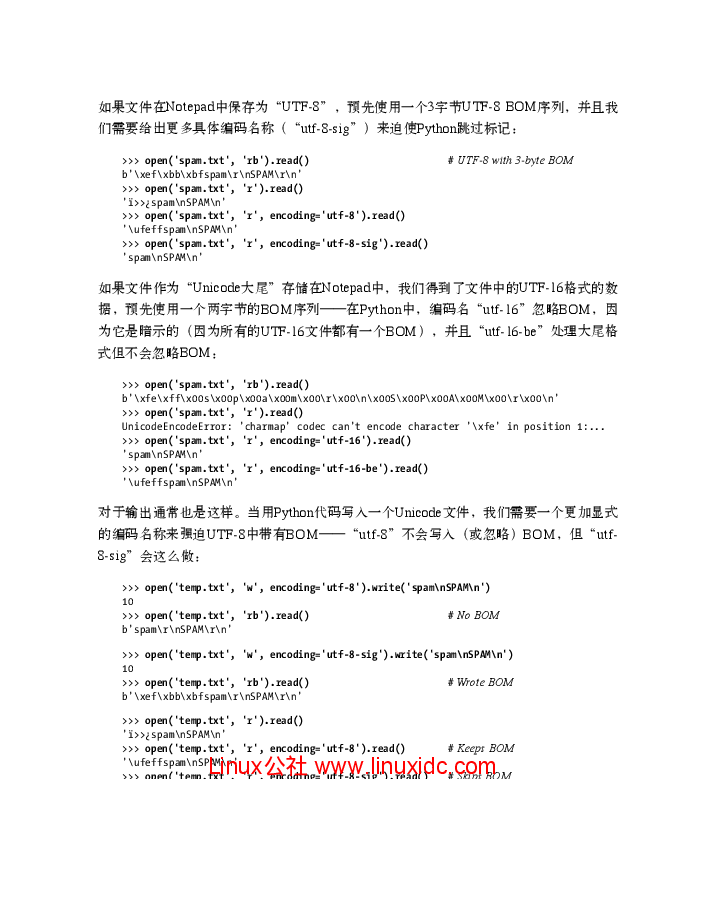 如果文件在Notepad中保存为“UTF-8”，预先使用一个3字节UTF-8 BOM序列，并且我
们需要给出更多具体编码名称（“utf-8-sig”）来迫使Python跳过标记：
>>> open('spam.txt', 'rb').read() # UTF-8 with 3-byte BOM
b'\xef\xbb\xbfspam\r\nSPAM\r\n'
>>> open('spam.txt', 'r').read()
'ï>>¿spam\nSPAM\n'
>>> open('spam.txt', 'r', encoding='utf-8').read()
'\ufeffspam\nSPAM\n'
>>> open('spam.txt', 'r', encoding='utf-8-sig').read()
'spam\nSPAM\n'
如果文件作为“Unicode大尾”存储在Notepad中，我们得到了文件中的UTF-16格式的数
据，预先使用一个两字节的BOM序列——在Python中，编码名“utf-16”忽略BOM，因
为它是暗示的（因为所有的UTF-16文件都有一个BOM），并且“utf-16-be”处理大尾格
式但不会忽略BOM：
>>> open('spam.txt', 'rb').read()
b'\xfe\xff\x00s\x00p\x00a\x00m\x00\r\x00\n\x00S\x00P\x00A\x00M\x00\r\x00\n'
>>> open('spam.txt', 'r').read()
UnicodeEncodeError: 'charmap' codec can't encode character '\xfe' in position 1:...
>>> open('spam.txt', 'r', encoding='utf-16').read()
'spam\nSPAM\n'
>>> open('spam.txt', 'r', encoding='utf-16-be').read()
'\ufeffspam\nSPAM\n'
对于输出通常也是这样。当用Python代码写入一个Unicode文件，我们需要一个更加显式
的编码名称来强迫UTF-8中带有BOM——“utf-8”不会写入（或忽略）BOM，但“utf-
8-sig”会这么做：
>>> open('temp.txt', 'w', encoding='utf-8').write('spam\nSPAM\n')
10
>>> open('temp.txt', 'rb').read() # No BOM
b'spam\r\nSPAM\r\n'
>>> open('temp.txt', 'w', encoding='utf-8-sig').write('spam\nSPAM\n')
10
>>> open('temp.txt', 'rb').read() # Wrote BOM
b'\xef\xbb\xbfspam\r\nSPAM\r\n'
>>> open('temp.txt', 'r').read()
'ï>>¿spam\nSPAM\n'
>>> open('temp.txt', 'r', encoding='utf-8').read() # Keeps BOM
'\ufeffspam\nSPAM\n'
Linux公社 www.linuxidc.com
>>> open('temp.txt', 'r', encoding='utf-8-sig').read() # Skips BOM